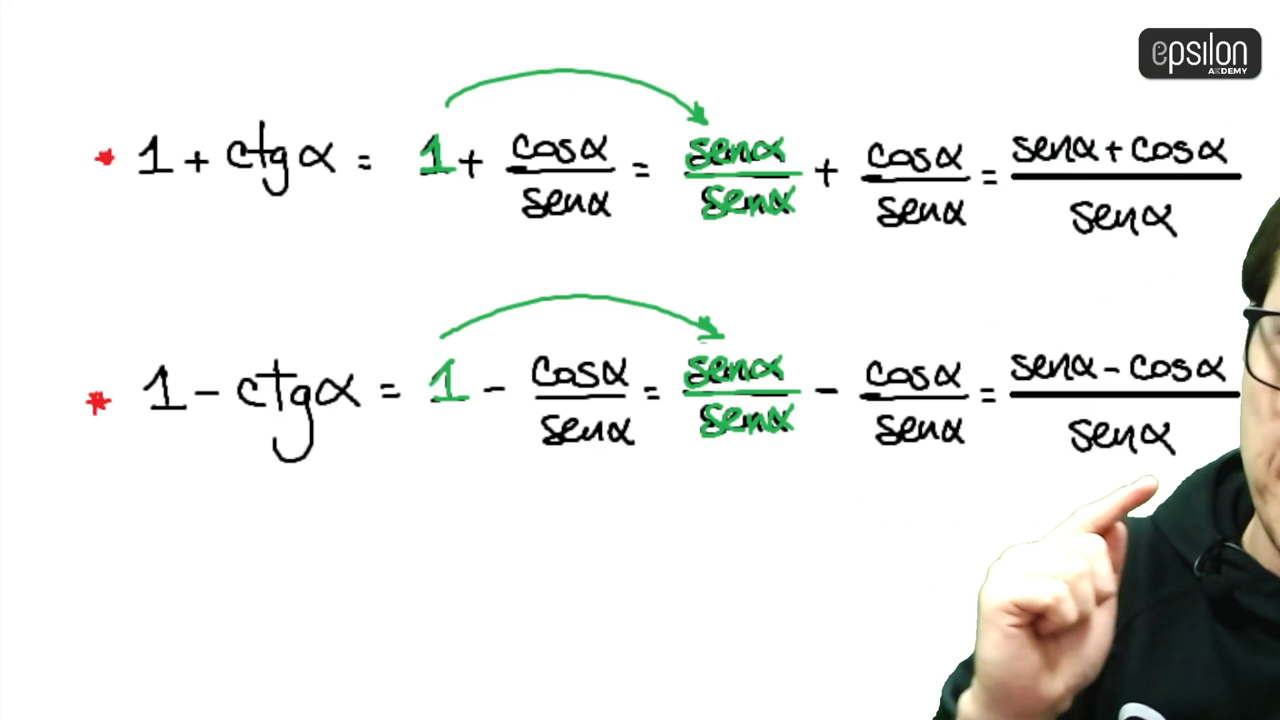 epsilon
AXDEMY
* 1 + ctgα = 1 + cosα/senα = senα/senα + cosα/senα = senα + cosα/senα
* 1 - ctgα = 1 - cosα/senα = senα/senα - cosα/senα = senα - cosα/senα